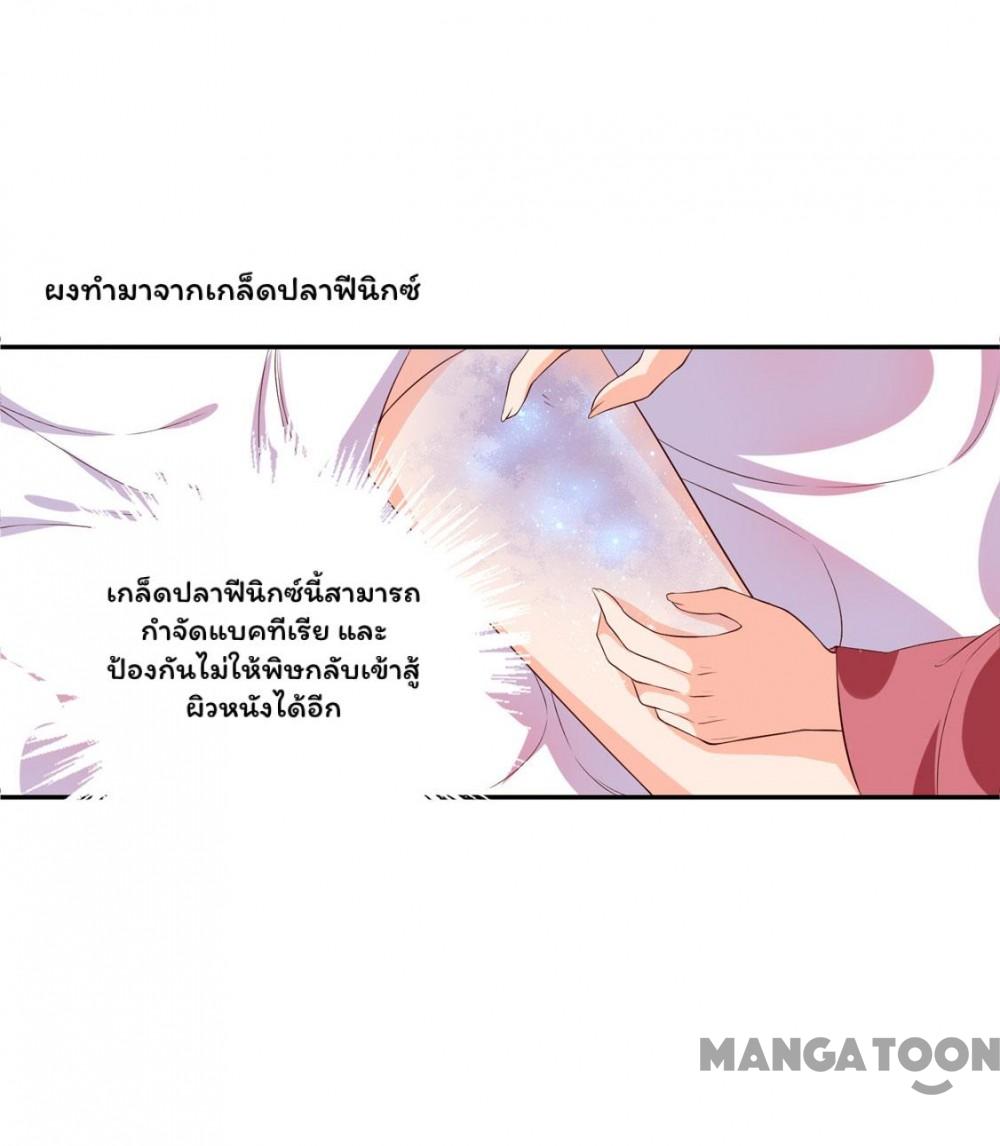 ผงทำมาจากเกล็ดปลาฟีนิกซ์
เกล็ดปลาฟีนิกซ์นี้สามารถ
กำจัดแบคทีเรีย และ
ป้องกันไม่ให้พิษกลับเข้าสู้
ผิวหนังได้อีก
MANGATOON